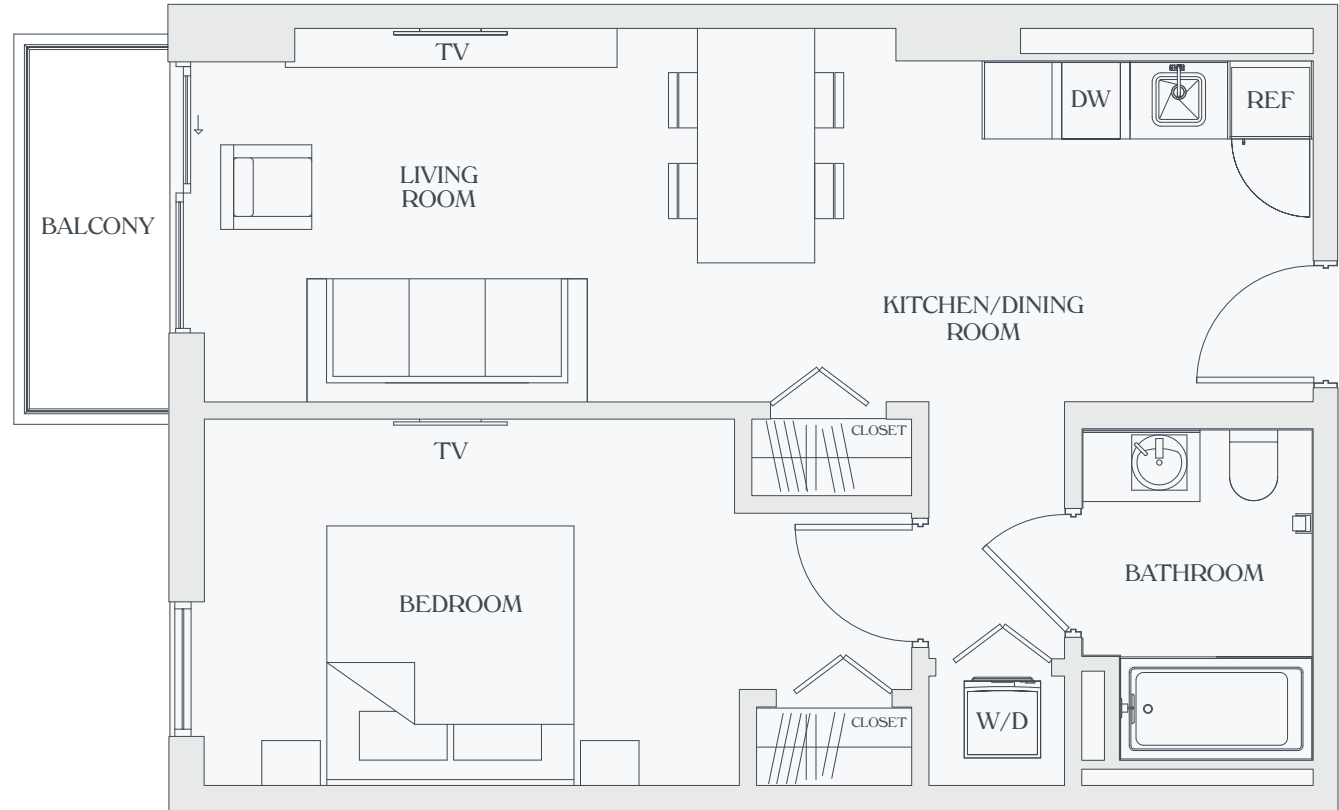 TV
DW
REF
LIVING
ROOM
BALCONY
KITCHEN/DINING
ROOM
CLOSET
TV
BATHROOM
BEDROOM
CLOSET
W/D